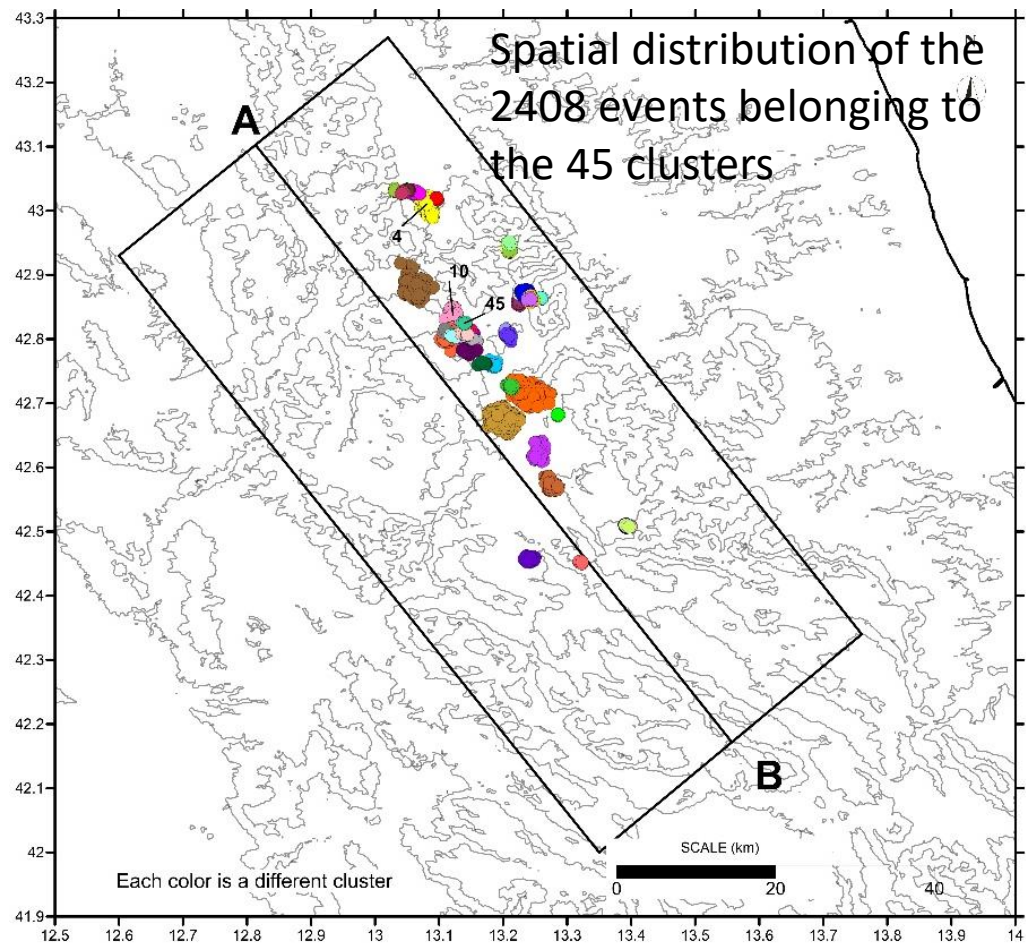 Spatial distribution of the
2408 events belonging to
the 45 clusters
N
A
4
10
45
B
Each color is a different cluster
SCALE (km)
0 20 40
43.3
43.2
43.1
43
42.9
42.8
42.7
42.6
42.5
42.4
42.3
42.2
42.1
42
41.9
12.5 12.6 12.7 12.8 12.9 13 13.1 13.2 13.3 13.4 13.5 13.6 13.7 13.8 13.9 14